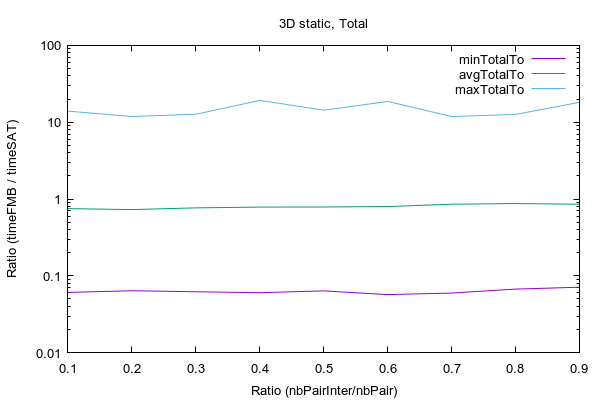 3D static, Total
100
10
1
0.1
0.01
Ratio (timeFMB / timeSAT)
minTotalTo
avgTotalTo
maxTotalTo
0.1 0.2 0.3 0.4 0.5 0.6 0.7 0.8 0.9
Ratio (nbPairInter/nbPair)